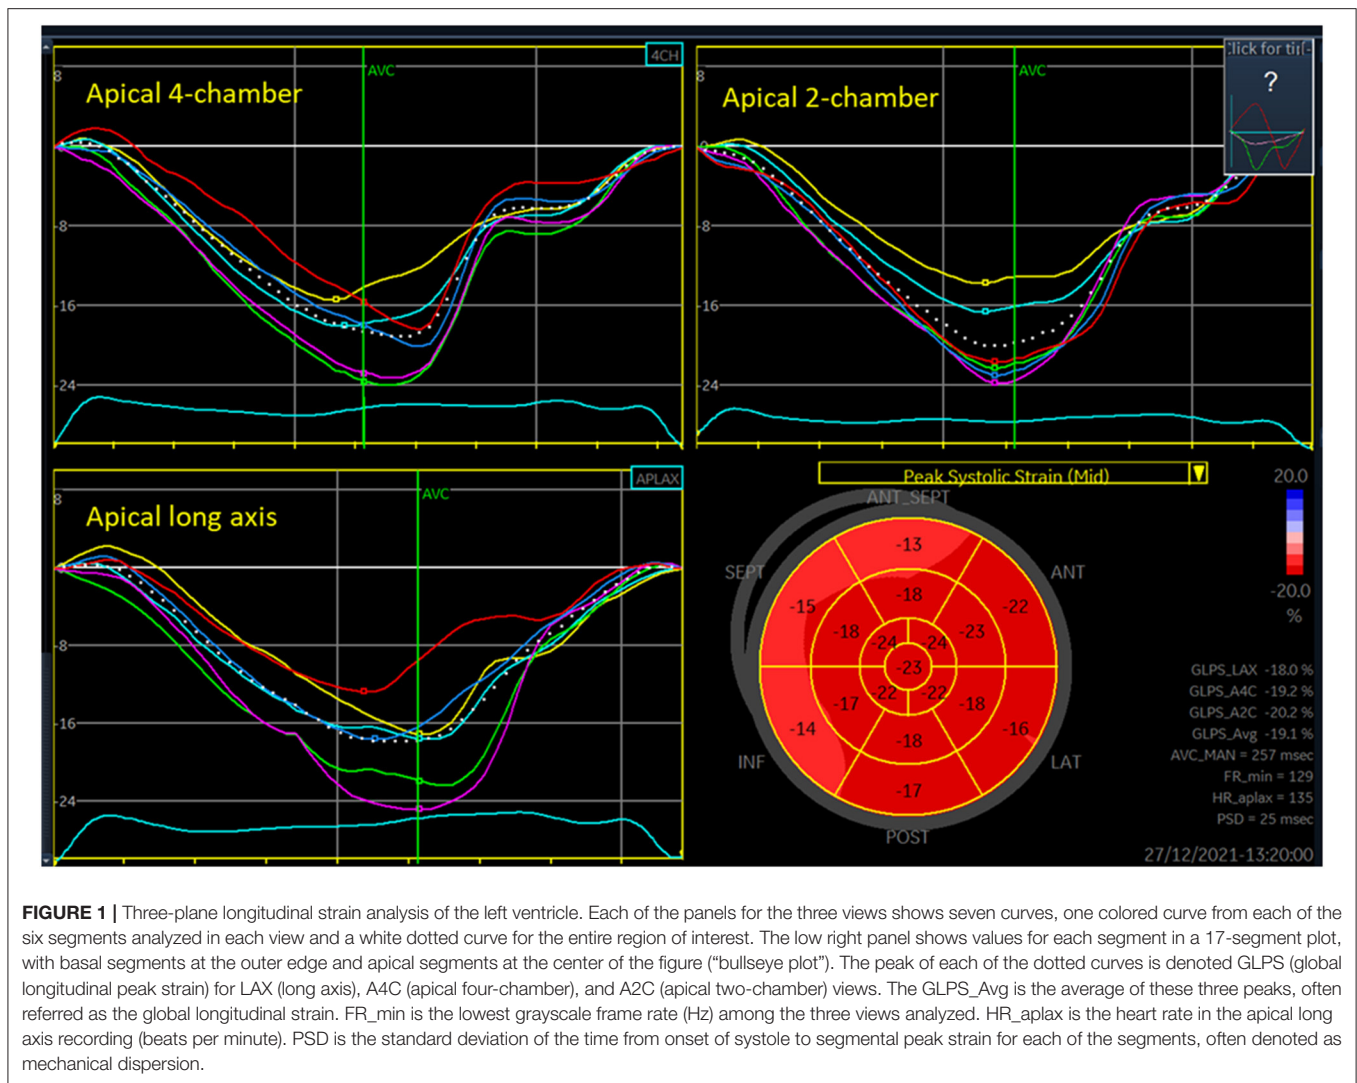 4CH
8
AVC
Apical 4-chamber
-8
-16
-24
8
AVC
Apical 2-chamber
0
-8
-16
-24
?
APLAX
8
AVC
Apical long axis
-8
-16
-24
Peak Systolic Strain (Mid)
20.0
-20.0
%
ANT_SEPT
SEPT
ANT
INF
LAT
POST
-13
-15
-22
-18
-18
-23
-24
-24
-23
-22
-22
-17
-18
-14
-16
-18
-17
GLPS_LAX -18.0 %
GLPS_A4C -19.2 %
GLPS_A2C -20.2 %
GLPS_Avg -19.1 %
AVC_MAN = 257 msec
FR_min = 129
HR_aplax = 135
PSD = 25 msec
27/12/2021-13:20:00
FIGURE 1 | Three-plane longitudinal strain analysis of the left ventricle. Each of the panels for the three views shows seven curves, one colored curve from each of the
six segments analyzed in each view and a white dotted curve for the entire region of interest. The low right panel shows values for each segment in a 17-segment plot,
with basal segments at the outer edge and apical segments at the center of the figure (“bullseye plot”). The peak of each of the dotted curves is denoted GLPS (global
longitudinal peak strain) for LAX (long axis), A4C (apical four-chamber), and A2C (apical two-chamber) views. The GLPS_Avg is the average of these three peaks, often
referred as the global longitudinal strain. FR_min is the lowest grayscale frame rate (Hz) among the three views analyzed. HR_aplax is the heart rate in the apical long
axis recording (beats per minute). PSD is the standard deviation of the time from onset of systole to segmental peak strain for each of the segments, often denoted as
mechanical dispersion.